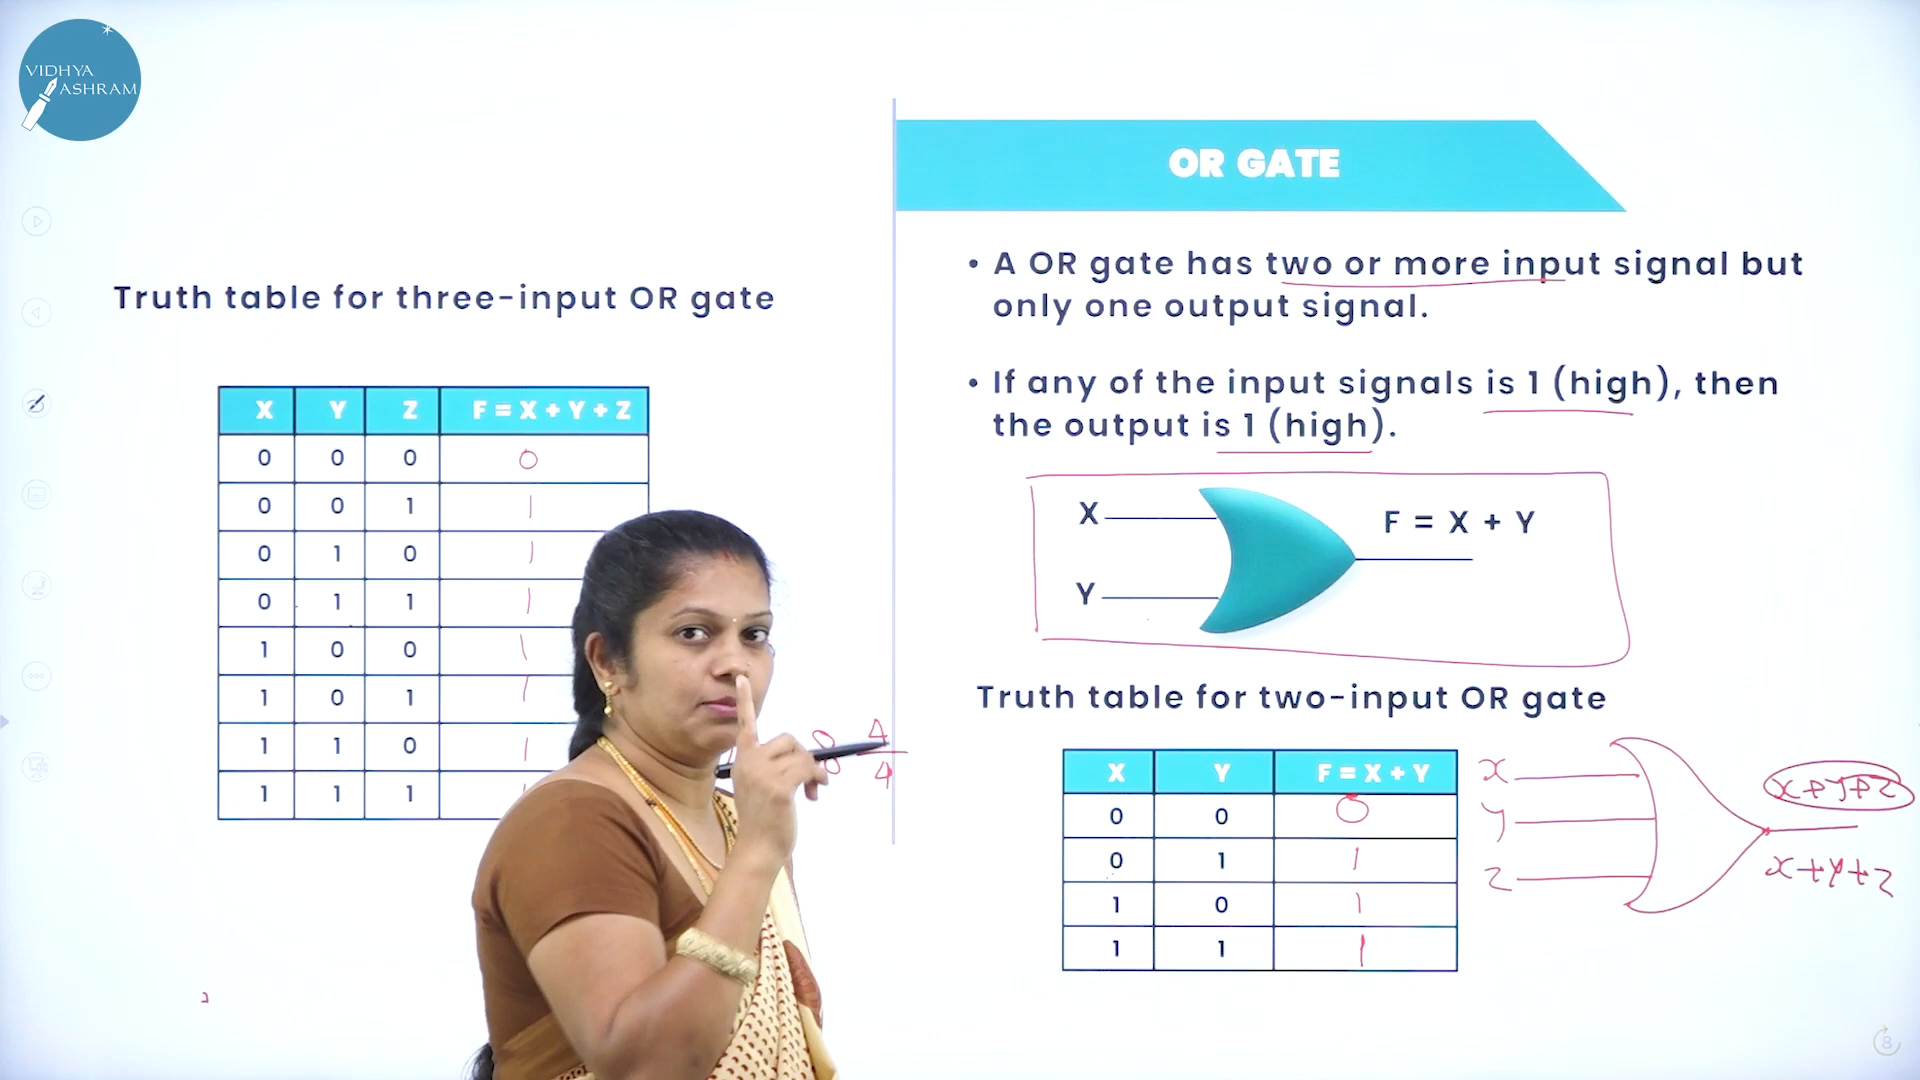 VIDHYA
ASHRAM
Truth table for three-input OR gate
X Y Z F = X + Y + Z
0 0 0 0
0 0 1 1
0 1 0 1
0 1 1 1
1 0 0 1
1 0 1 1
1 1 0 1
1 1 1
OR GATE
• A OR gate has two or more input signal but
only one output signal.
• If any of the input signals is 1 (high), then
the output is 1 (high).
X
Y
F = X + Y
Truth table for two-input OR gate
X Y F = X + Y
0 0 0
0 1 1
1 0 1
1 1 1
x
y
z
x+y+z
x+y+z
4
4
8